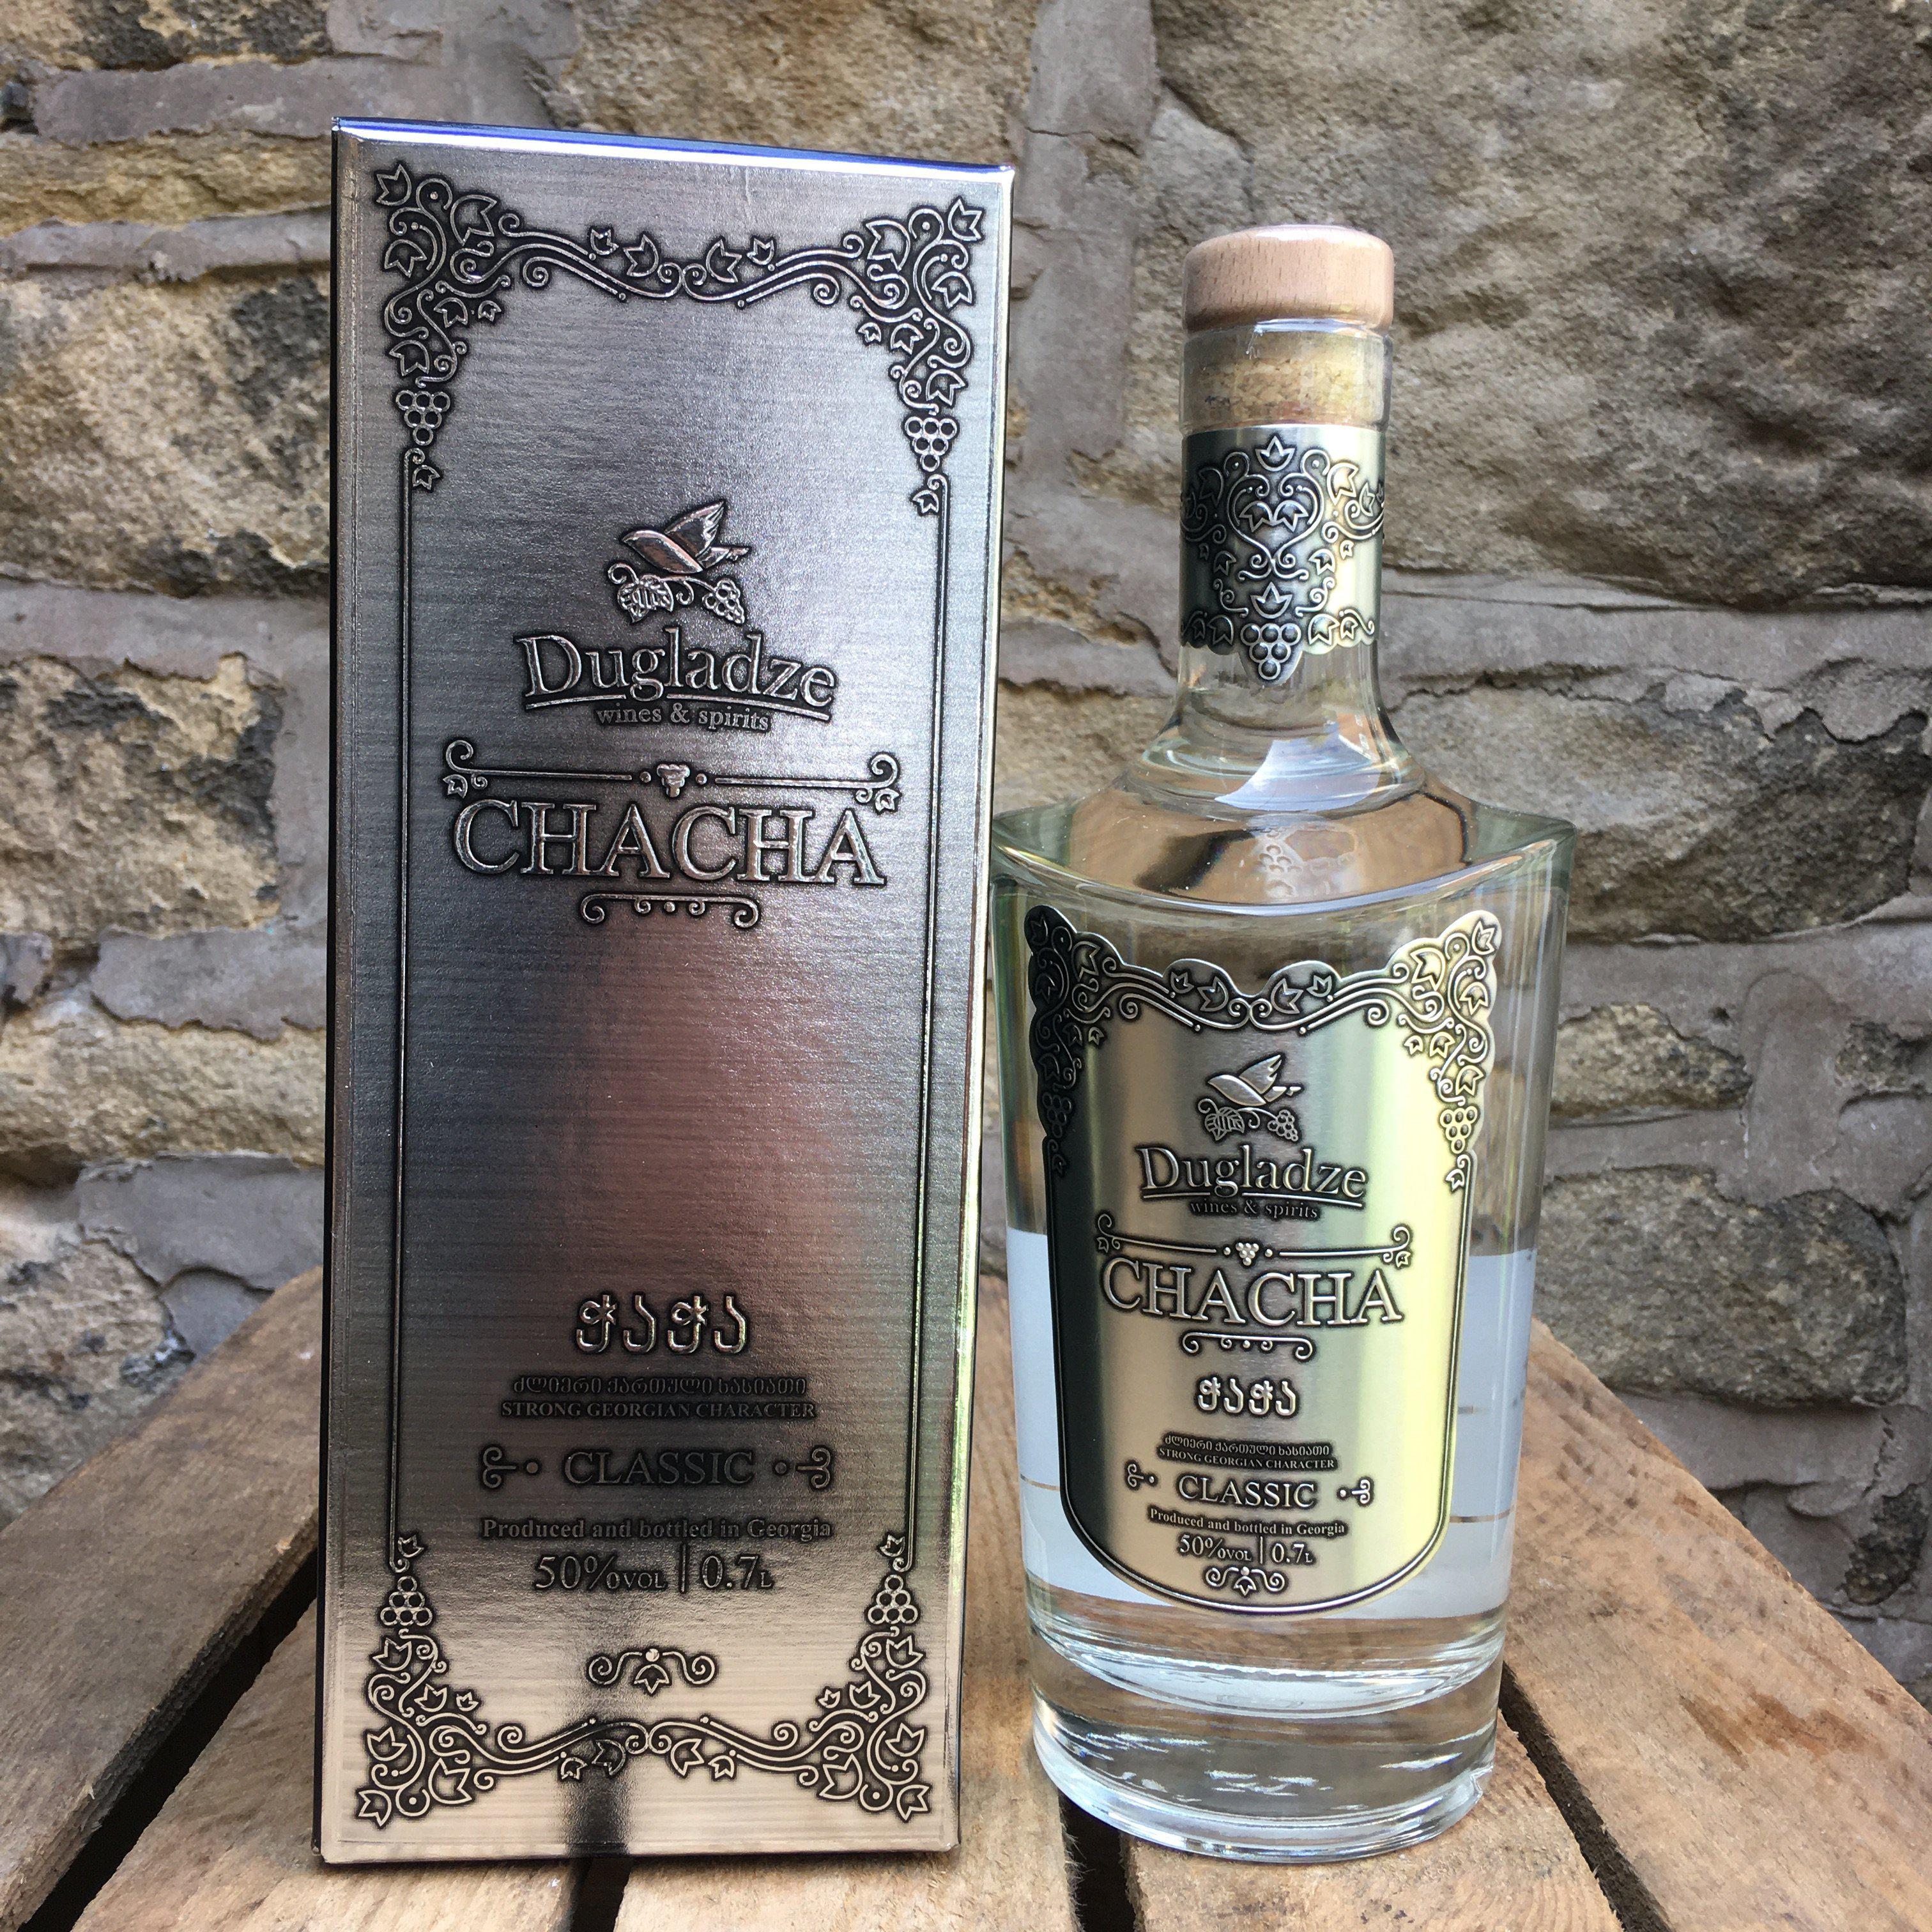 Dugladze
wines & spirits
CHACHA
ჭაჭა
ძლიერი ქართული ხასიათი
STRONG GEORGIAN CHARACTER
CLASSIC
Produced and bottled in Georgia
50%VOL | 0.7L
Dugladze
wines & spirits
CHACHA
ჭაჭა
ძლიერი ქართული ხასიათი
STRONG GEORGIAN CHARACTER
CLASSIC
Produced and bottled in Georgia
50%VOL | 0.7L